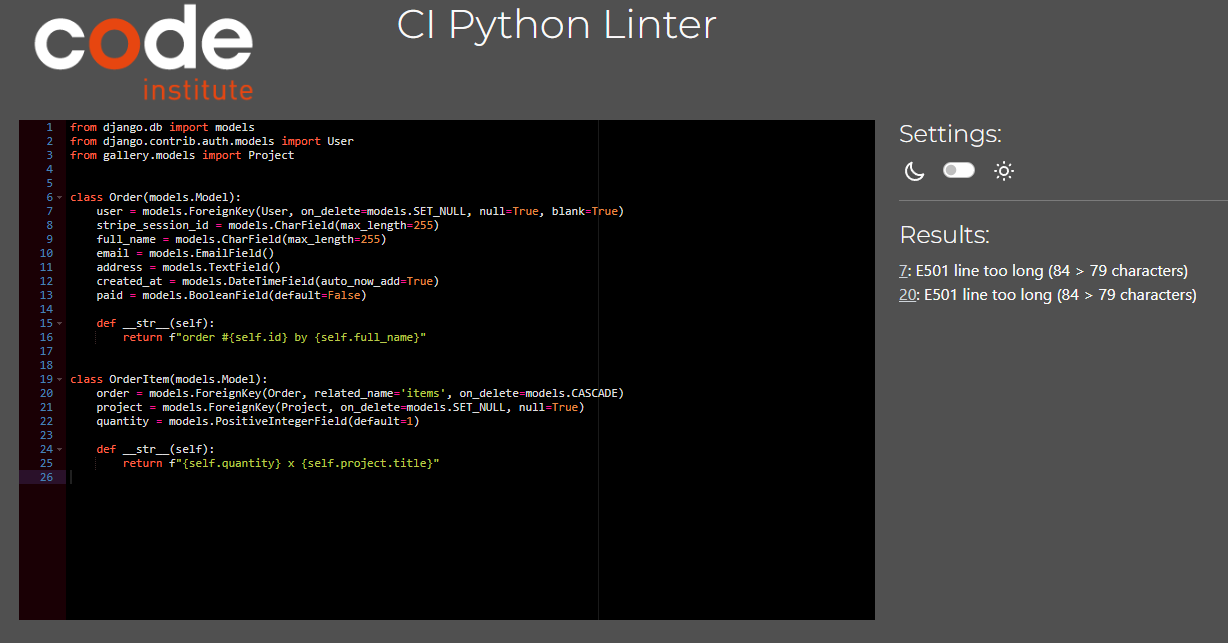 code
institute
CI Python Linter
1 from django.db import models
2 from django.contrib.auth.models import User
3 from gallery.models import Project
4
5
6 class Order(models.Model):
7     user = models.ForeignKey(User, on_delete=models.SET_NULL, null=True, blank=True)
8     stripe_session_id = models.CharField(max_length=255)
9     full_name = models.CharField(max_length=255)
10     email = models.EmailField()
11     address = models.TextField()
12     created_at = models.DateTimeField(auto_now_add=True)
13     paid = models.BooleanField(default=False)
14
15     def __str__(self):
16         return f"order #{self.id} by {self.full_name}"
17
18
19 class OrderItem(models.Model):
20     order = models.ForeignKey(Order, related_name='items', on_delete=models.CASCADE)
21     project = models.ForeignKey(Project, on_delete=models.SET_NULL, null=True)
22     quantity = models.PositiveIntegerField(default=1)
23
24     def __str__(self):
25         return f"{self.quantity} x {self.project.title}"
26
Settings:
Results:
7: E501 line too long (84 > 79 characters)
20: E501 line too long (84 > 79 characters)